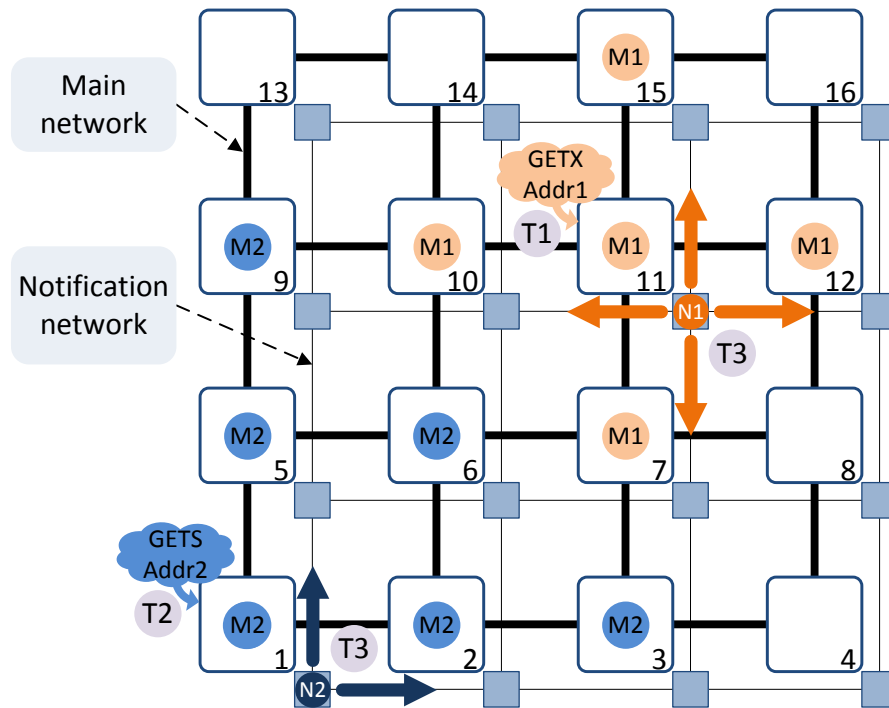 M1
13
14
15
16
Main
network
GETX
Addr1
T1
M2
M1
M1
M1
9
10
11
12
Notification
network
N1
T3
M2
M2
M1
5
6
7
8
GETS
Addr2
T2
M2
M2
M2
T3
1
2
3
4
N2